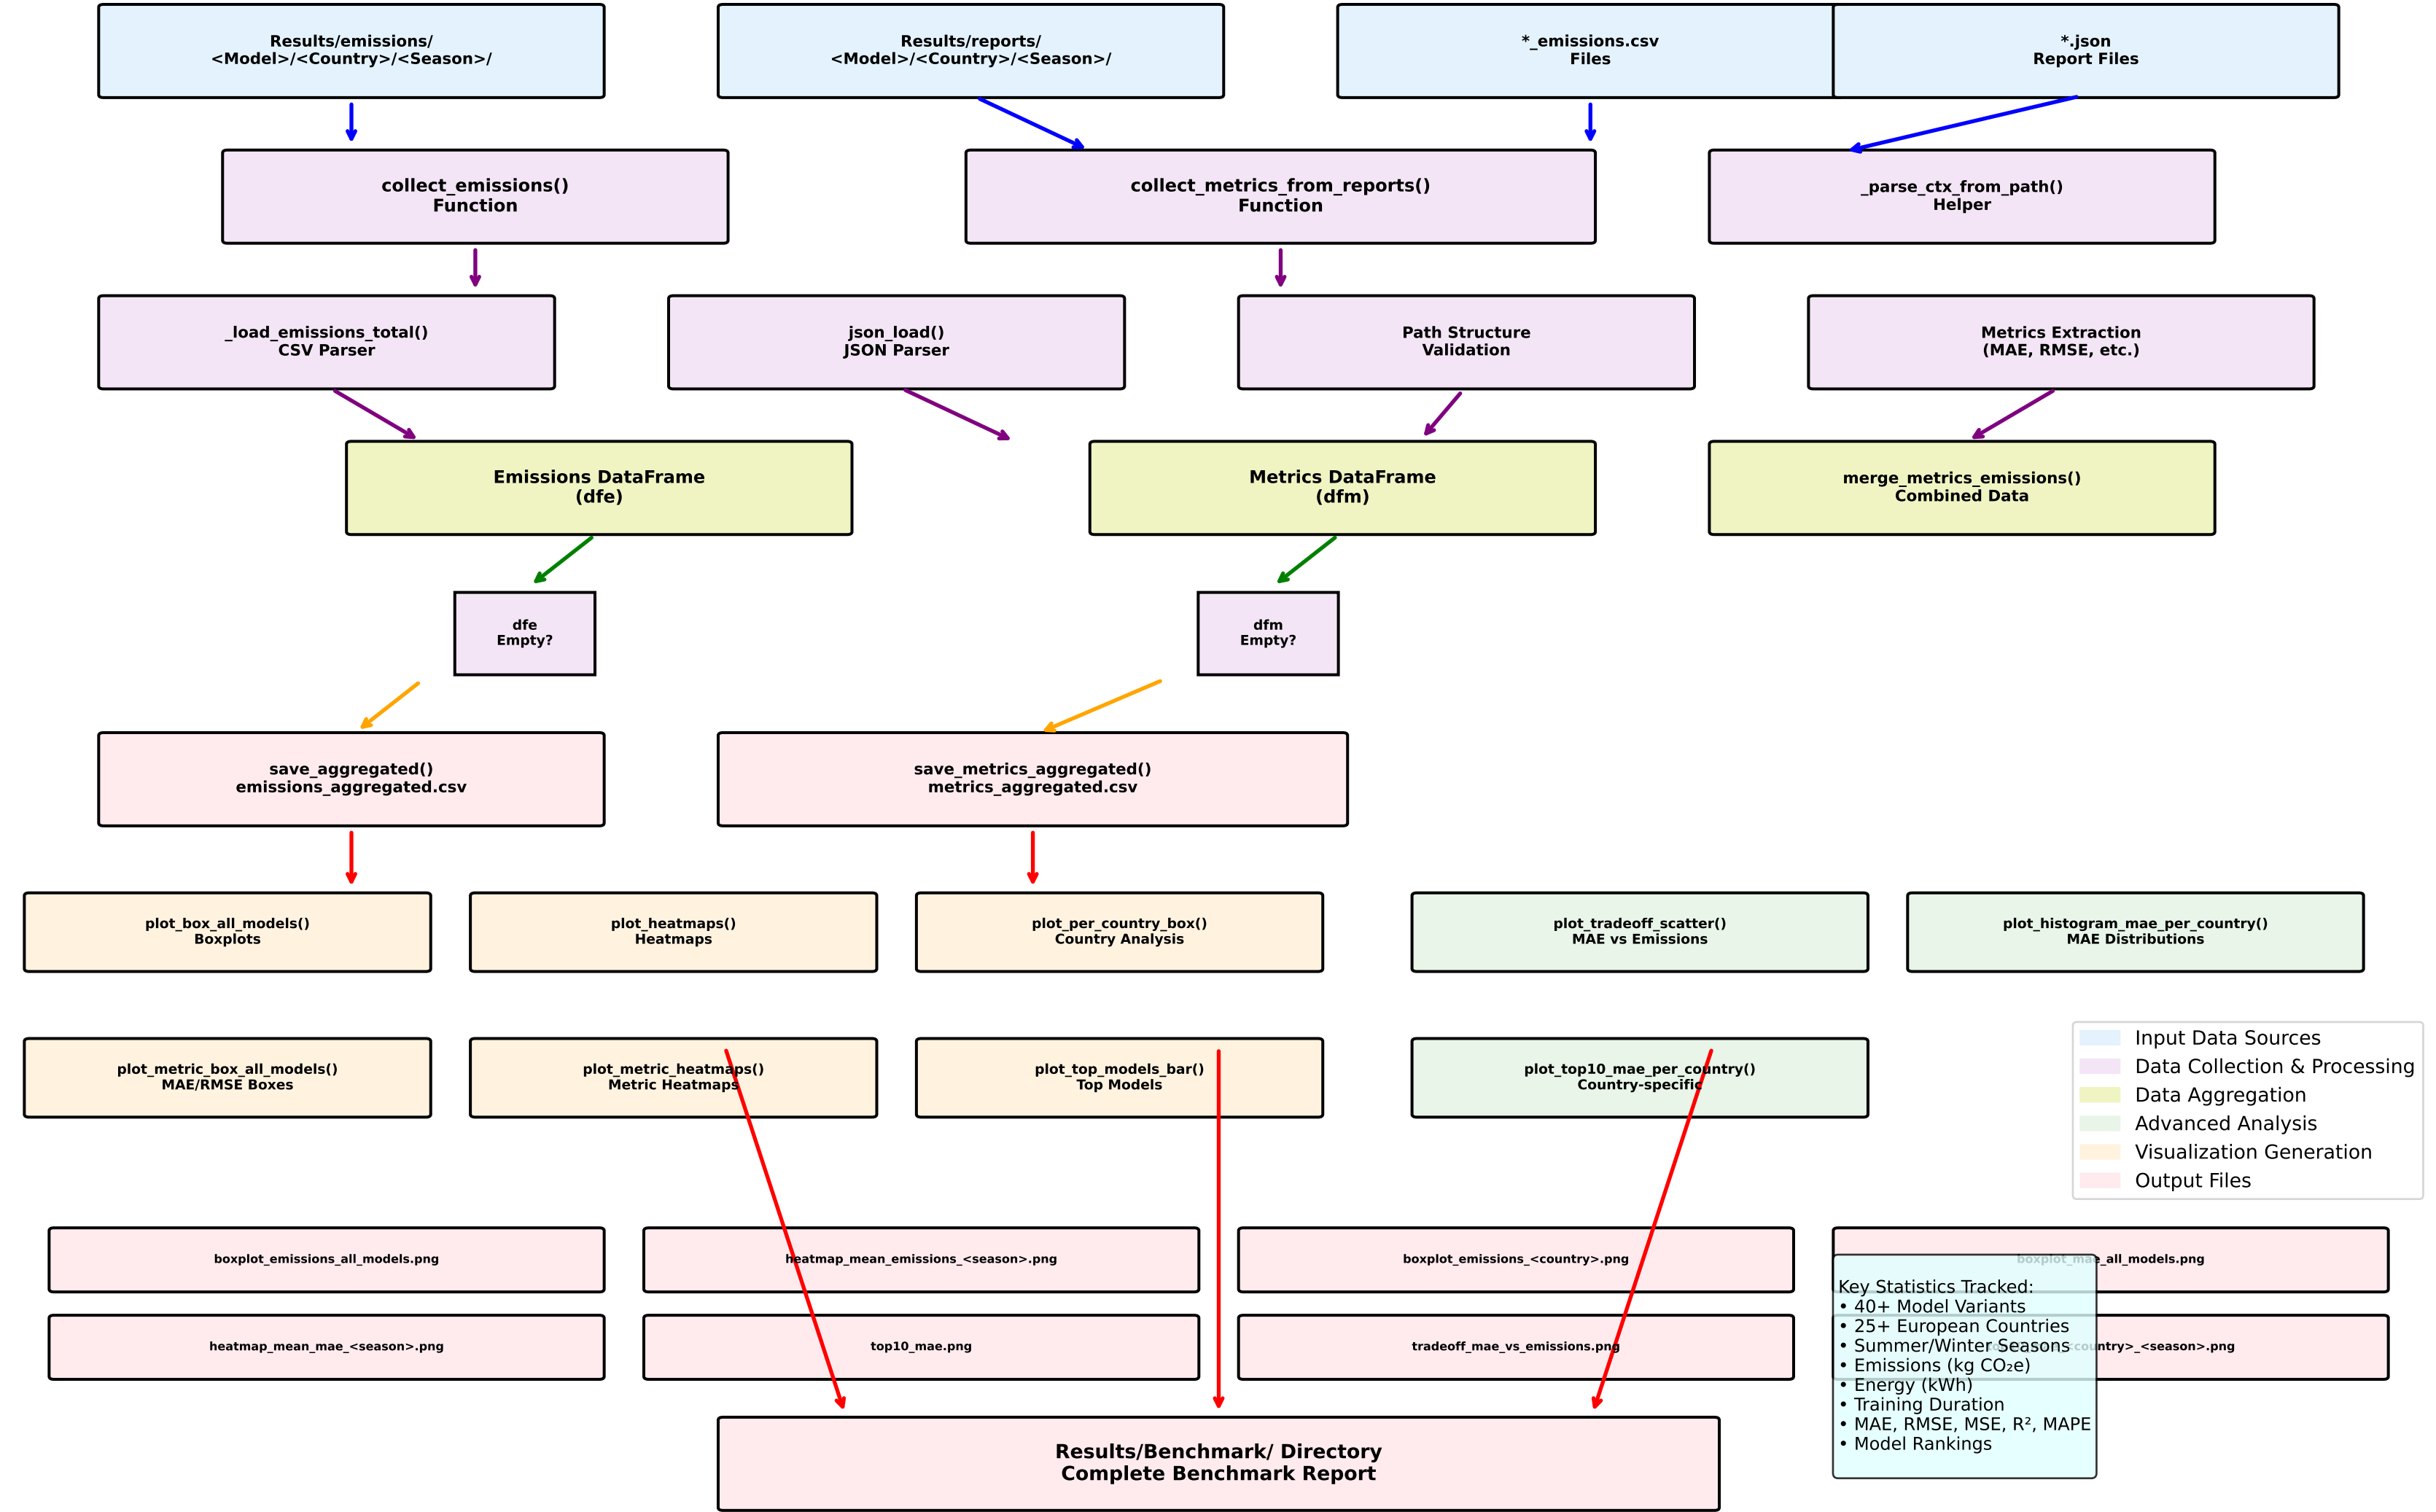 Results/emissions/
<Model>/<Country>/<Season>/
Results/reports/
<Model>/<Country>/<Season>/
*_emissions.csv
Files
*.json
Report Files
collect_emissions()
Function
collect_metrics_from_reports()
Function
_parse_ctx_from_path()
Helper
_load_emissions_total()
CSV Parser
json_load()
JSON Parser
Path Structure
Validation
Metrics Extraction
(MAE, RMSE, etc.)
Emissions DataFrame
(dfe)
Metrics DataFrame
(dfm)
merge_metrics_emissions()
Combined Data
dfe
Empty?
dfm
Empty?
save_aggregated()
emissions_aggregated.csv
save_metrics_aggregated()
metrics_aggregated.csv
plot_box_all_models()
Boxplots
plot_heatmaps()
Heatmaps
plot_per_country_box()
Country Analysis
plot_tradeoff_scatter()
MAE vs Emissions
plot_histogram_mae_per_country()
MAE Distributions
plot_metric_box_all_models()
MAE/RMSE Boxes
plot_metric_heatmaps()
Metric Heatmaps
plot_top_models_bar()
Top Models
plot_top10_mae_per_country()
Country-specific
Input Data Sources
Data Collection & Processing
Data Aggregation
Advanced Analysis
Visualization Generation
Output Files
boxplot_emissions_all_models.png
heatmap_mean_emissions_<season>.png
boxplot_emissions_<country>.png
boxplot_mae_all_models.png
heatmap_mean_mae_<season>.png
top10_mae.png
tradeoff_mae_vs_emissions.png
<country>_<season>.png
Key Statistics Tracked:
• 40+ Model Variants
• 25+ European Countries
• Summer/Winter Seasons
• Emissions (kg CO₂e)
• Energy (kWh)
• Training Duration
• MAE, RMSE, MSE, R², MAPE
• Model Rankings
Results/Benchmark/ Directory
Complete Benchmark Report